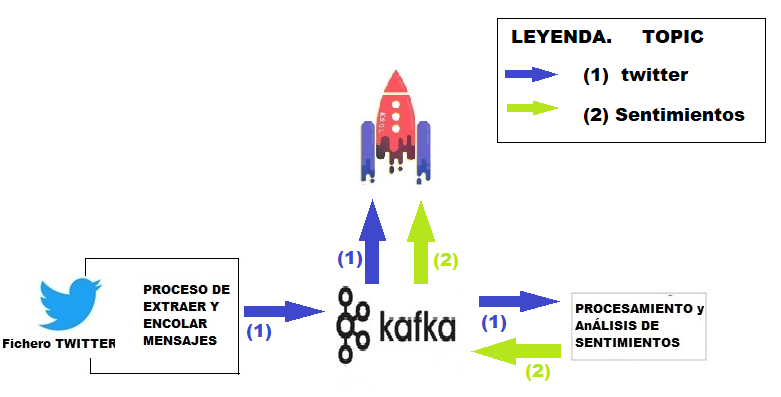 LEYENDA. TOPIC
(1) twitter
(2) Sentimientos
KSQL
(1)
(2)
PROCESO DE
EXTRAER Y
ENCOLAR
MENSAJES
Fichero TWITTER
(1)
kafka
(1)
PROCESAMIENTO y
AnÁLISIS DE
SENTIMIENTOS
(2)